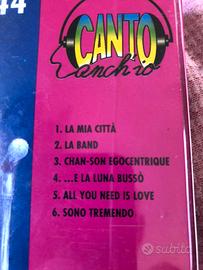 44
CANTO
anch'io
1. LA MIA CITTÀ
2. LA BAND
3. CHAN-SON EGOCENTRIQUE
4. ...E LA LUNA BUSSÒ
5. ALL YOU NEED IS LOVE
6. SONO TREMENDO
subito